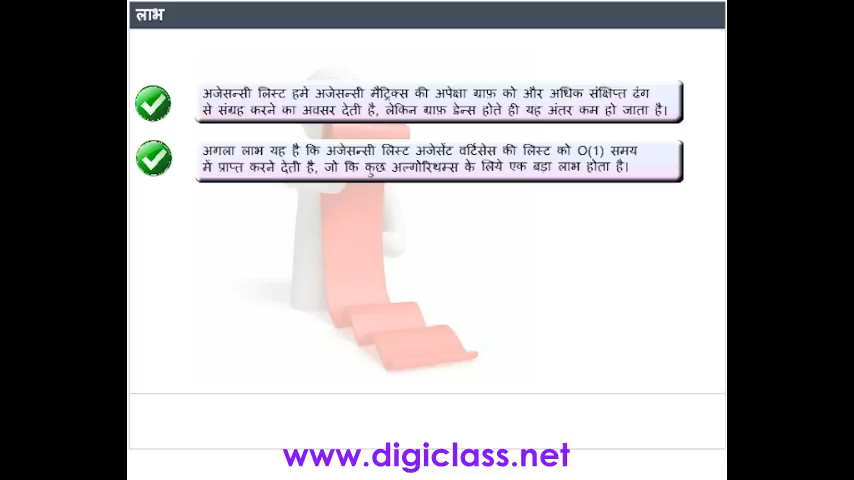 लाभ
अजेसन्सी लिस्ट हमे अजेसन्सी मैट्रिक्स की अपेक्षा ग्राफ़ को और अधिक संक्षिप्त ढंग
से संग्रह करने का अवसर देती है, लेकिन ग्राफ़ डेन्स होते ही यह अंतर कम हो जाता है।
अगला लाभ यह है कि अजेसन्सी लिस्ट अजेसेंट वर्टिसेस की लिस्ट को O(1) समय
में प्राप्त करने देती है, जो कि कुछ अल्गोरिथम्स के लिये एक बड़ा लाभ होता है।
www.digiclass.net